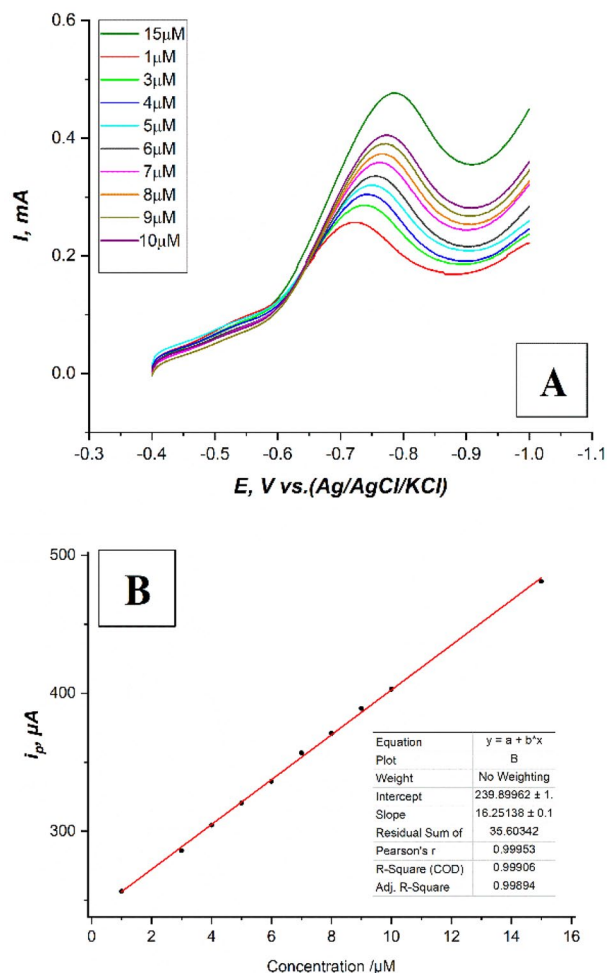 0.6
0.4
0.2
0.0
I, mA
15μM
1μM
3μM
4μM
5μM
6μM
7μM
8μM
9μM
10μM
A
-0.3 -0.4 -0.5 -0.6 -0.7 -0.8 -0.9 -1.0 -1.1
E, V vs.(Ag/AgCl/KCl)
B
500
400
300
iₚ, μA
Equation y = a + b*x
Plot B
Weight No Weighting
Intercept 239.89962 ± 1.
Slope 16.25138 ± 0.1
Residual Sum of 35.60342
Pearson's r 0.99953
R-Square (COD) 0.99906
Adj. R-Square 0.99894
0 2 4 6 8 10 12 14 16
Concentration /μM